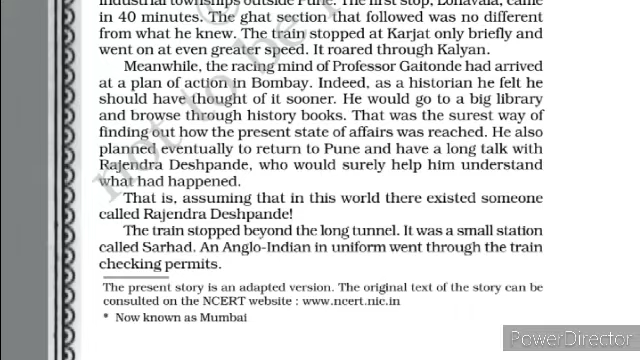 industrial townships outside Pune. The first stop, Lonavala, came
in 40 minutes. The ghat section that followed was no different
from what he knew. The train stopped at Karjat only briefly and
went on at even greater speed. It roared through Kalyan.
Meanwhile, the racing mind of Professor Gaitonde had arrived
at a plan of action in Bombay. Indeed, as a historian he felt he
should have thought of it sooner. He would go to a big library
and browse through history books. That was the surest way of
finding out how the present state of affairs was reached. He also
planned eventually to return to Pune and have a long talk with
Rajendra Deshpande, who would surely help him understand
what had happened.
That is, assuming that in this world there existed someone
called Rajendra Deshpande!
The train stopped beyond the long tunnel. It was a small station
called Sarhad. An Anglo-Indian in uniform went through the train
checking permits.
The present story is an adapted version. The original text of the story can be
consulted on the NCERT website : www.ncert.nic.in
* Now known as Mumbai
not to be
PowerDirector